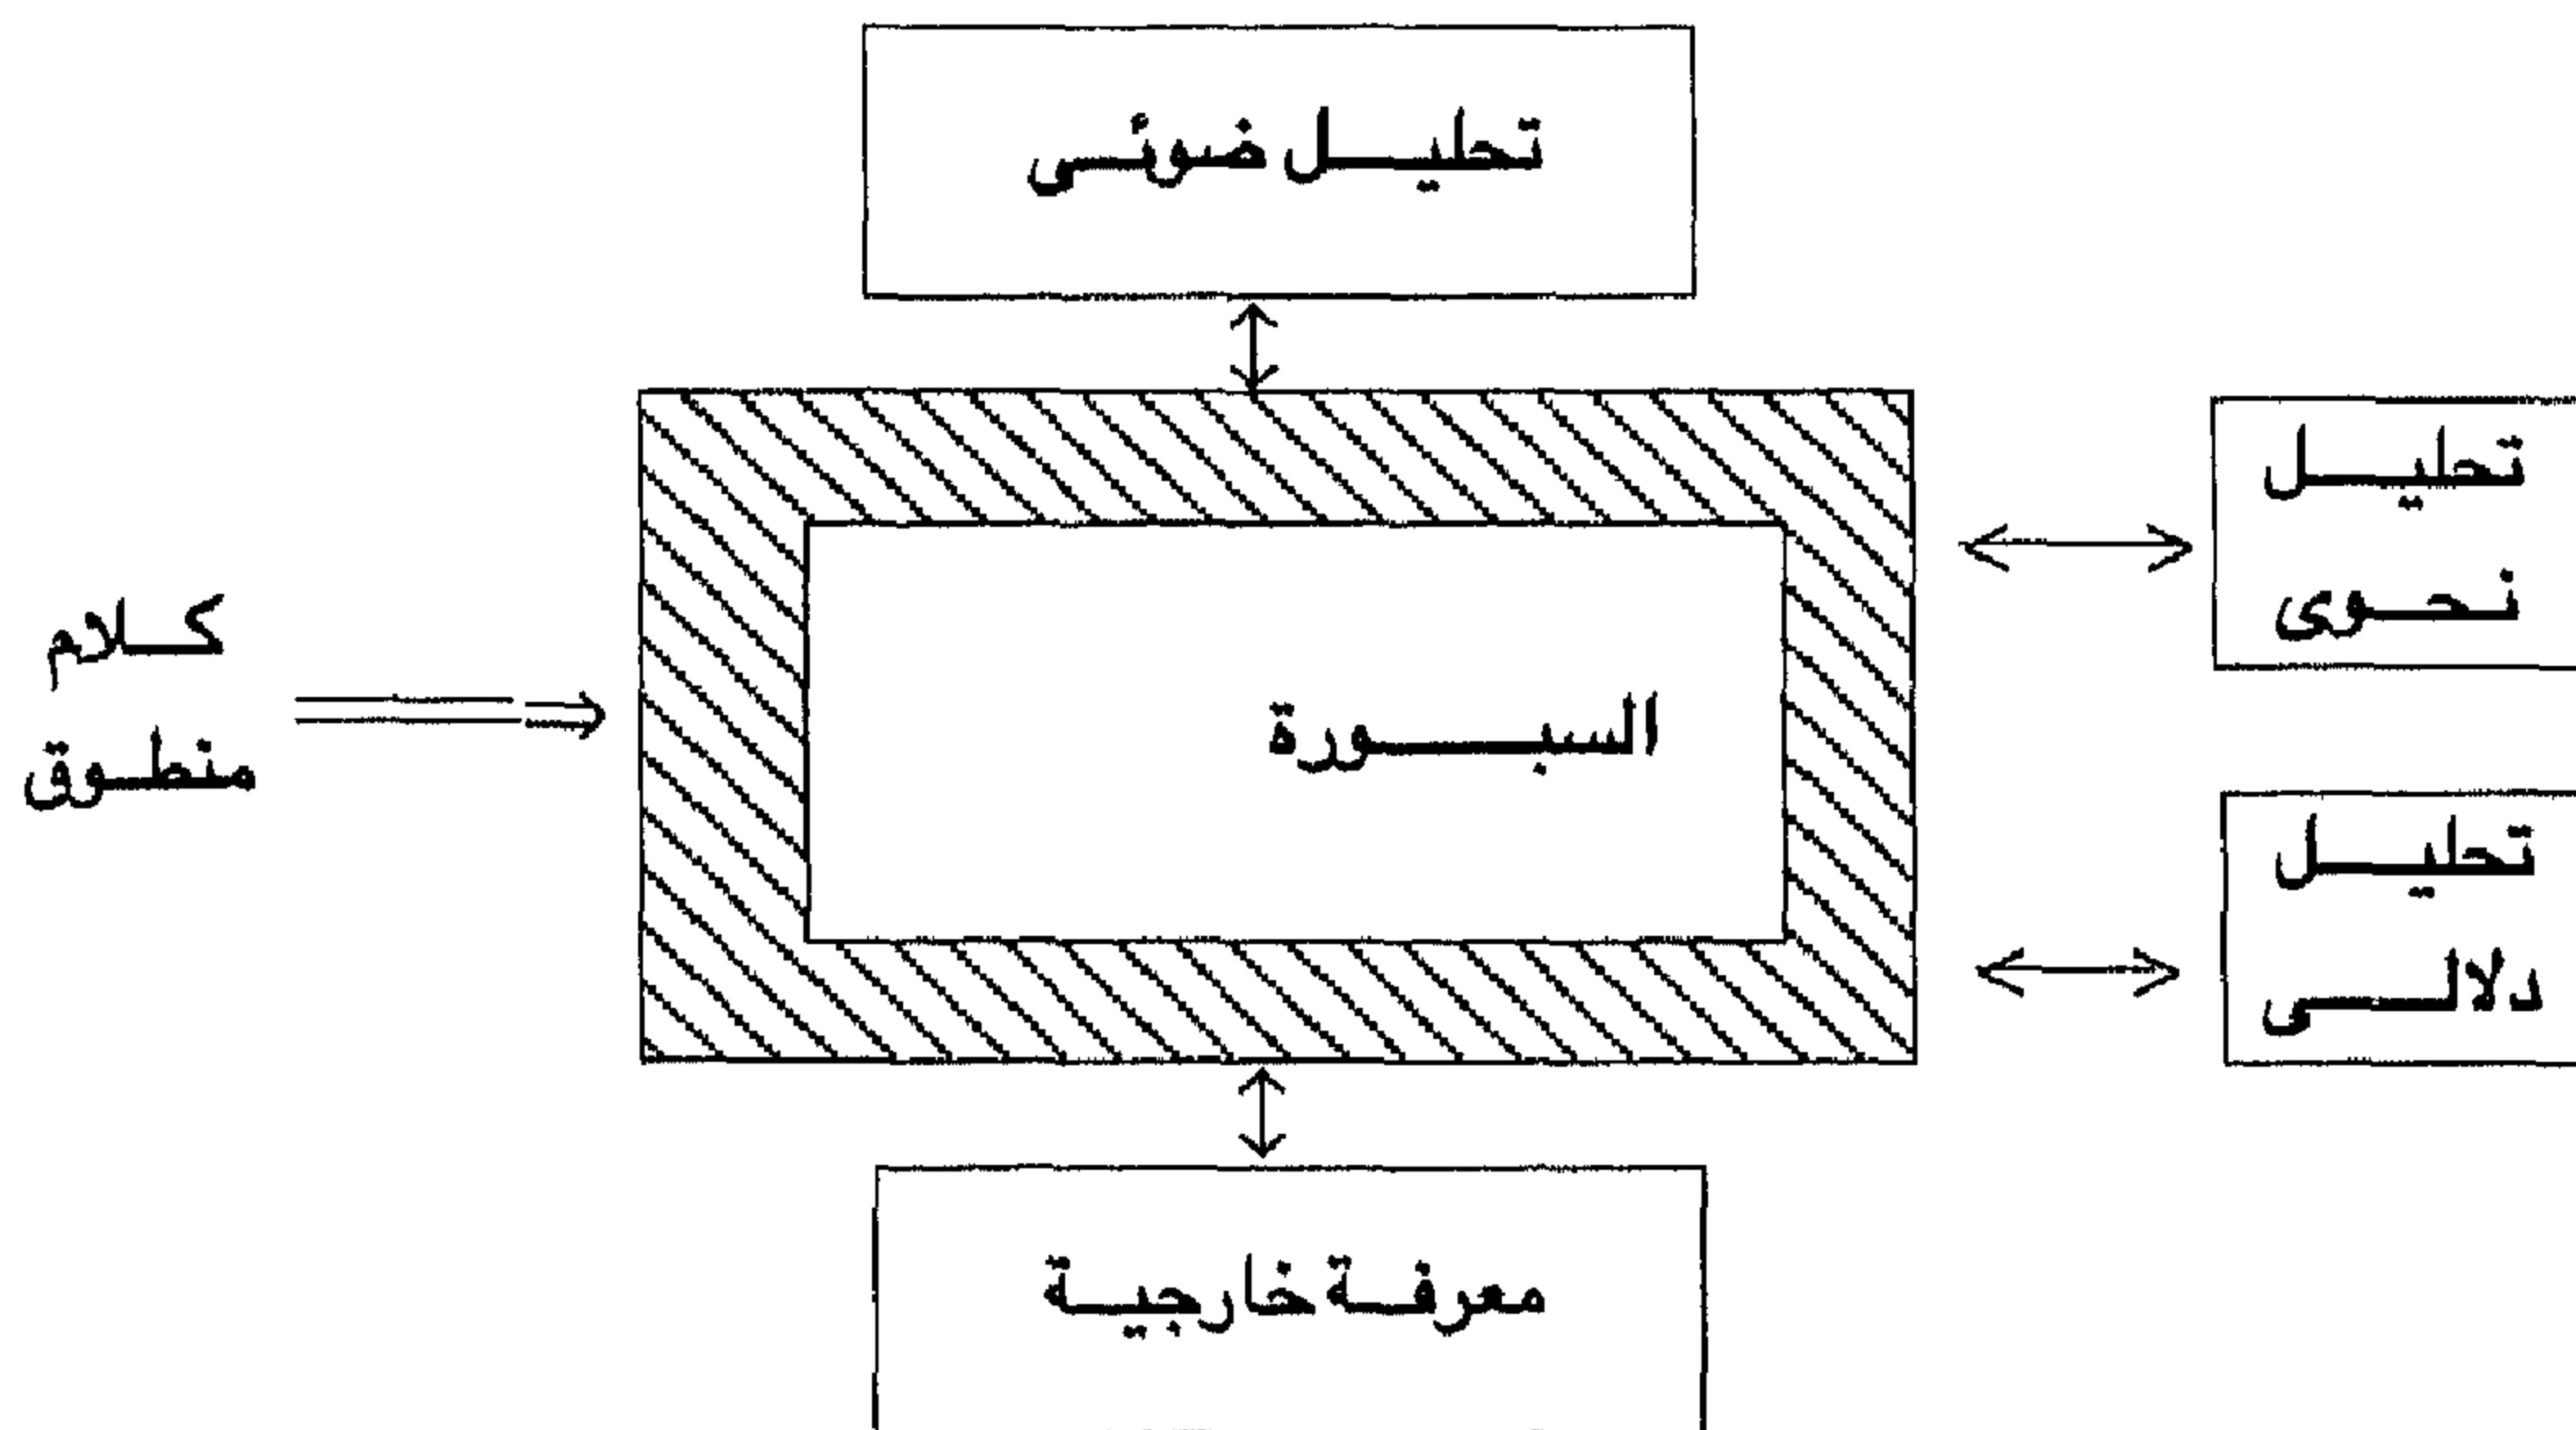 تحليل ضوئى
تحليل
نحوى
كلام
منطوق
السبورة
تحليل
دلالى
معرفة خارجية